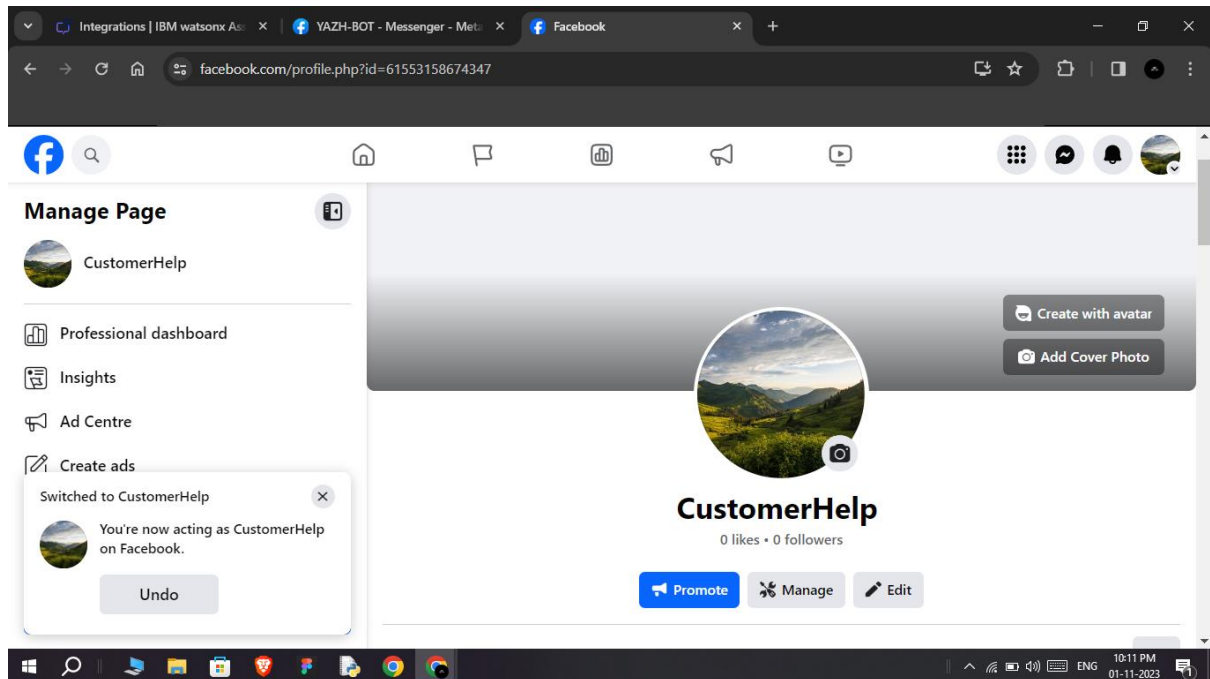 Integrations | IBM watsonx Ass
YAZH-BOT - Messenger - Meta
Facebook
facebook.com/profile.php?id=61553158674347
Manage Page
CustomerHelp
Professional dashboard
Insights
Ad Centre
Create ads
Switched to CustomerHelp
You're now acting as CustomerHelp
on Facebook.
Undo
Create with avatar
Add Cover Photo
CustomerHelp
0 likes • 0 followers
Promote
Manage
Edit
ENG
10:11 PM
01-11-2023
1